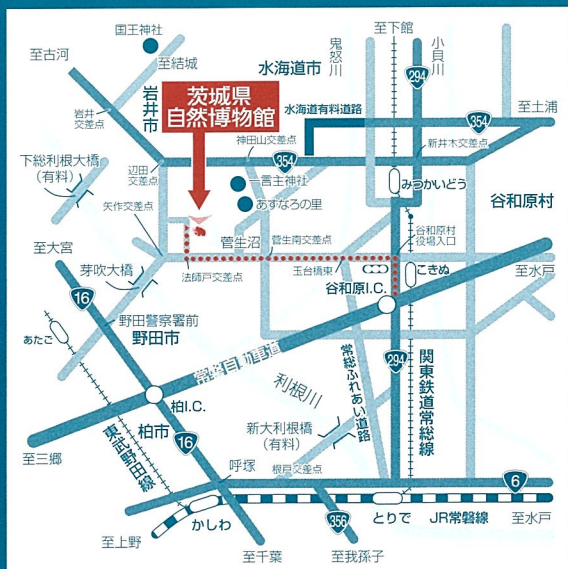 国王神社
至古河
至結城
岩井市
岩井交差点
茨城県
自然博物館
水海道市
鬼怒川
至下館
小貝川
294
水海道有料道路
至土浦
354
下総利根大橋
(有料)
辺田
交差点
神田山交差点
354
新井木交差点
一言主神社
あすなろの里
みつかいどう
谷和原村
矢作交差点
菅生沼
菅生南交差点
谷和原村
役場入口
至大宮
法師戸交差点
玉台橋東
こきぬ
至水戸
芽吹大橋
16
谷和原I.C.
野田警察署前
野田市
あたご
常磐自動車道
294
関東鉄道常総線
利根川
常総ふれあい道路
柏I.C.
柏市
16
新大利根橋
(有料)
至三郷
東武野田線
呼塚
根戸交差点
6
かしわ
356
とりで
JR常磐線
至水戸
至上野
至千葉
至我孫子